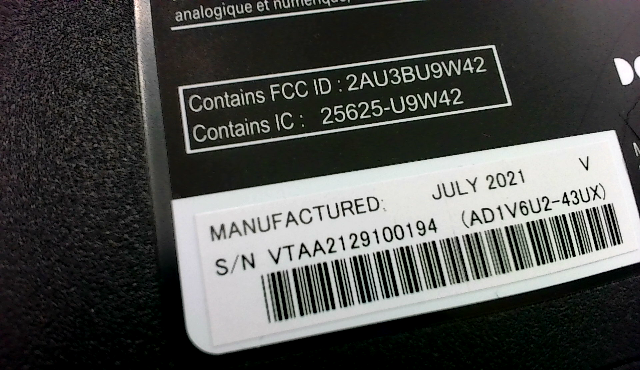 analogique et numérique,
Contains FCC ID : 2AU3BU9W42
Contains IC : 25625-U9W42
MANUFACTURED: JULY 2021 V
S/N VTAA2129100194 (AD1V6U2-43UX)